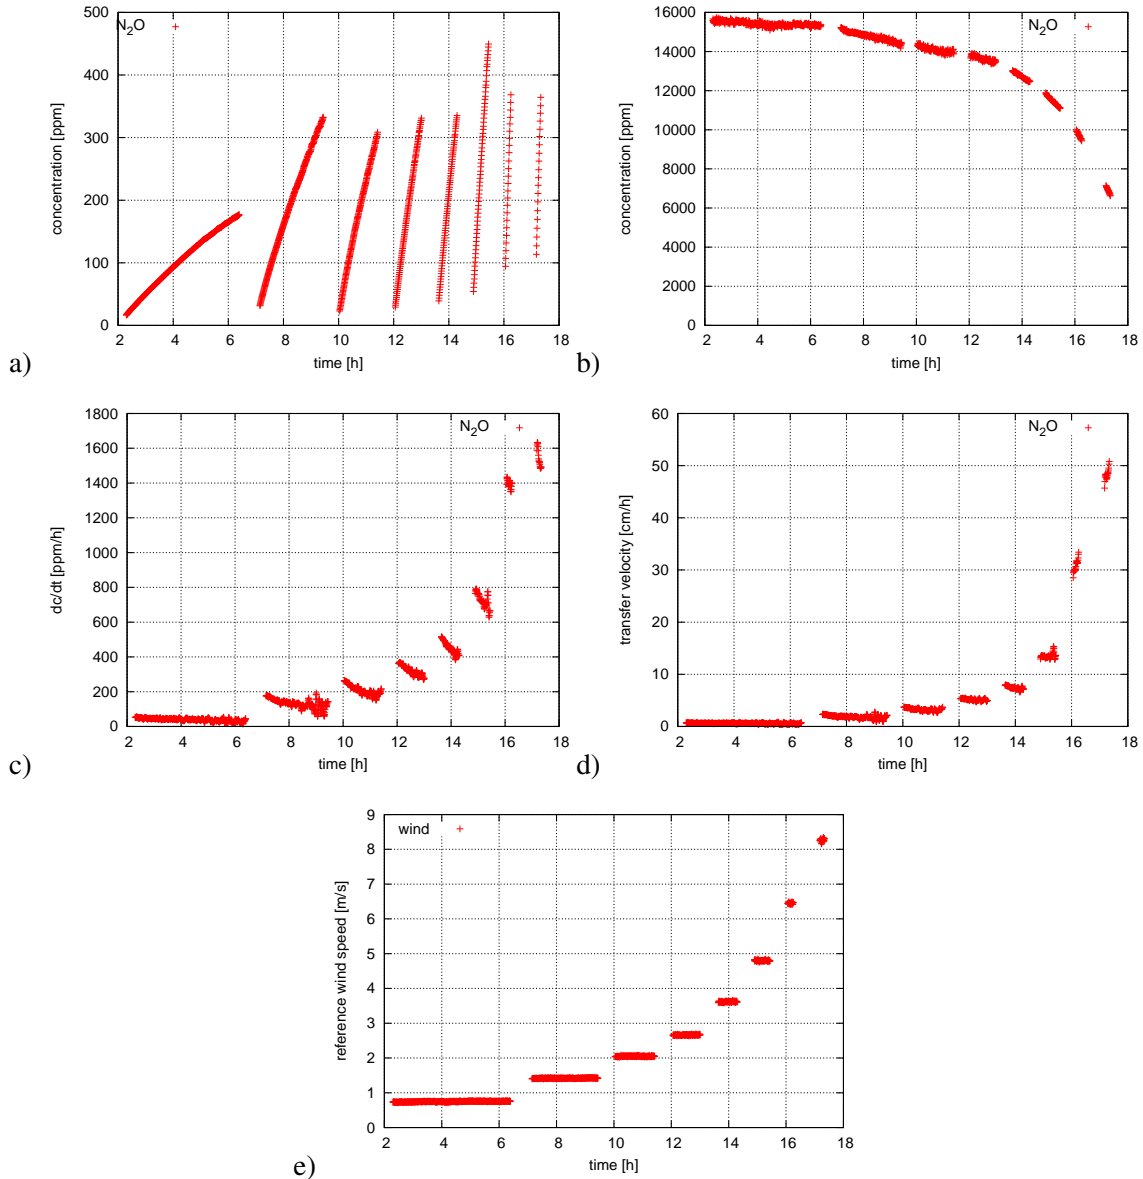 N2O
concentration [ppm]
500
400
300
200
100
0
2 4 6 8 10 12 14 16 18
time [h]
a)
N2O
concentration [ppm]
16000
14000
12000
10000
8000
6000
4000
2000
0
2 4 6 8 10 12 14 16 18
time [h]
b)
N2O
dc/dt [ppm/h]
1800
1600
1400
1200
1000
800
600
400
200
0
2 4 6 8 10 12 14 16 18
time [h]
c)
N2O
transfer velocity [cm/h]
60
50
40
30
20
10
0
2 4 6 8 10 12 14 16 18
time [h]
d)
wind
reference wind speed [m/s]
9
8
7
6
5
4
3
2
1
0
2 4 6 8 10 12 14 16 18
time [h]
e)